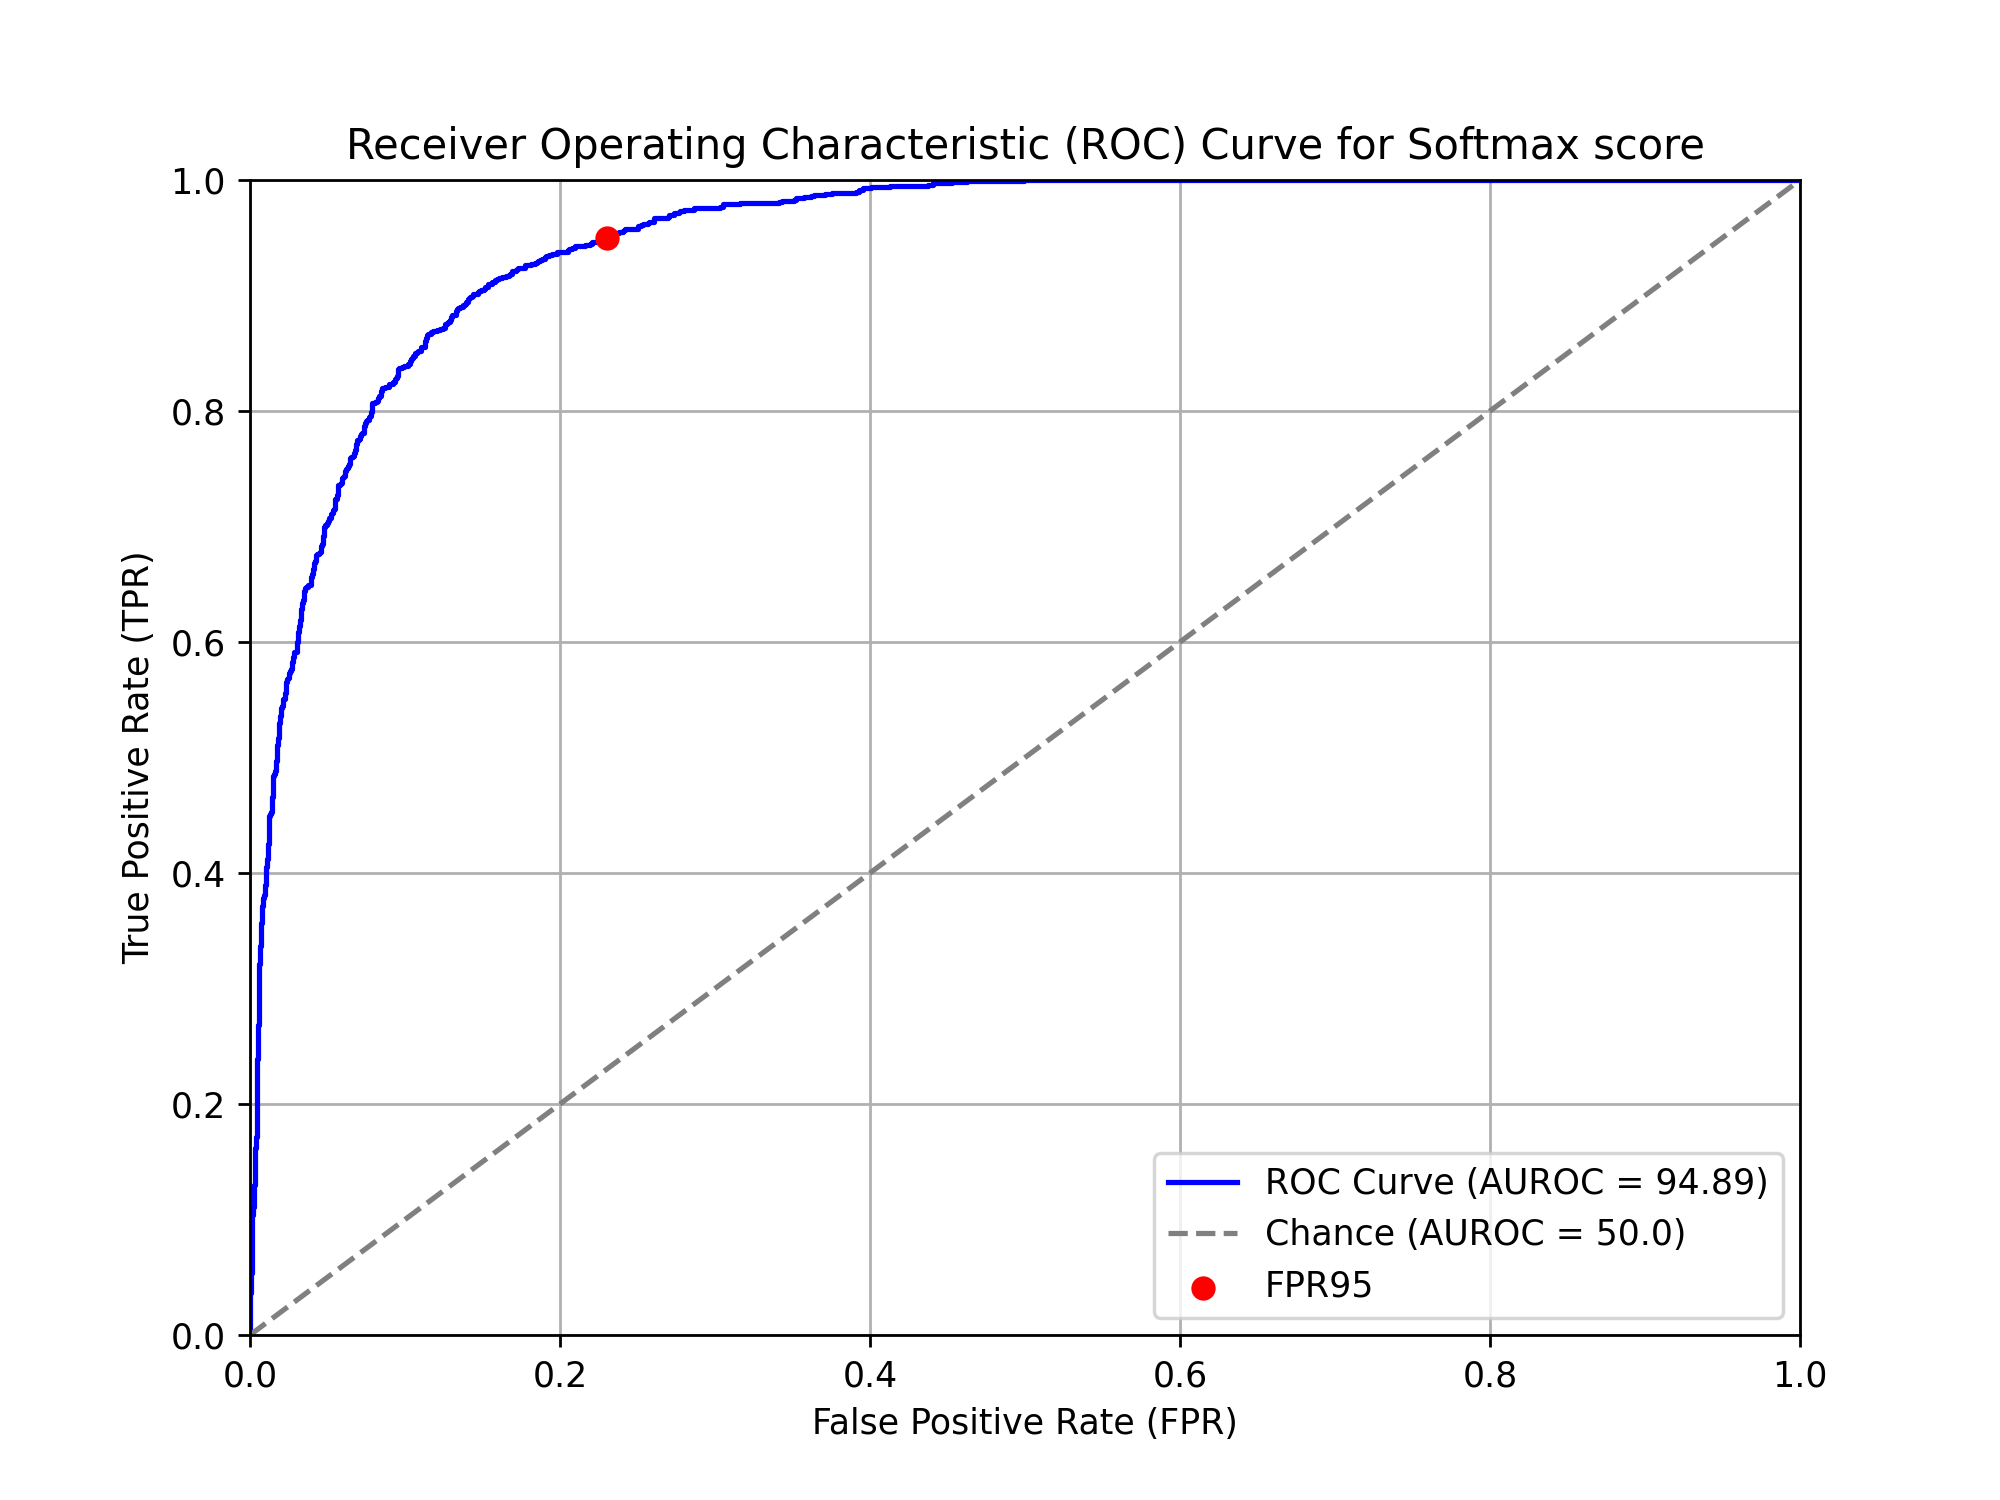 Receiver Operating Characteristic (ROC) Curve for Softmax score
1.0
0.8
0.6
0.4
0.2
0.0
True Positive Rate (TPR)
ROC Curve (AUROC = 94.89)
Chance (AUROC = 50.0)
FPR95
0.0 0.2 0.4 0.6 0.8 1.0
False Positive Rate (FPR)